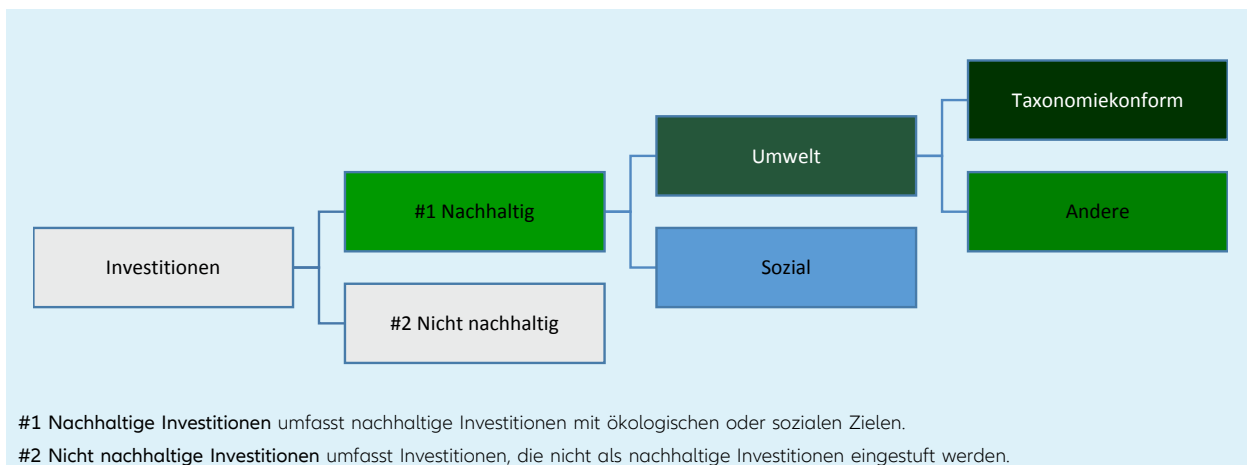 Taxonomiekonform
Umwelt
#1 Nachhaltig
Andere
Investitionen
Sozial
#2 Nicht nachhaltig
#1 Nachhaltige Investitionen umfasst nachhaltige Investitionen mit ökologischen oder sozialen Zielen.
#2 Nicht nachhaltige Investitionen umfasst Investitionen, die nicht als nachhaltige Investitionen eingestuft werden.